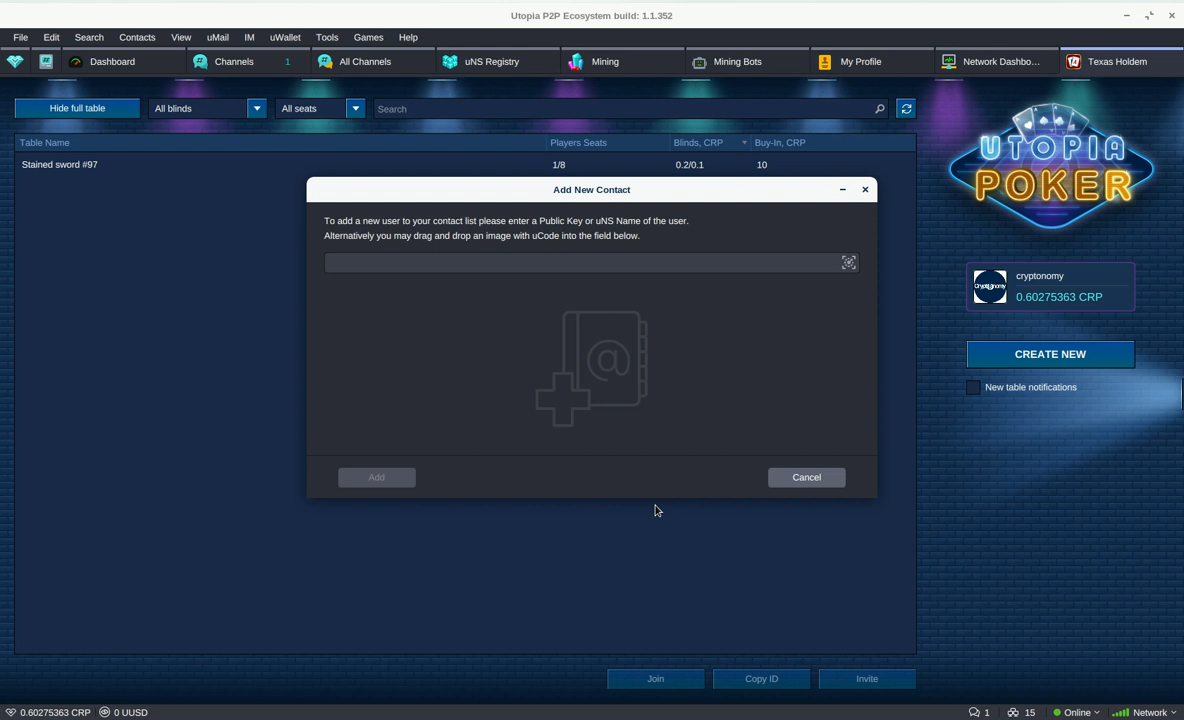 Utopia P2P Ecosystem build: 1.1.352
File Edit Search Contacts View uMail IM uWallet Tools Games Help
Dashboard Channels 1 All Channels uNS Registry Mining Mining Bots My Profile Network Dashbo... Texas Holdem
Hide full table All blinds All seats Search
Table Name Players Seats Blinds, CRP Buy-In, CRP
Stained sword #97 1/8 0.2/0.1 10
UTOPIA
POKER
Add New Contact
To add a new user to your contact list please enter a Public Key or uNS Name of the user.
Alternatively you may drag and drop an image with uCode into the field below.
@
Add Cancel
cryptonomy
0.60275363 CRP
CREATE NEW
New table notifications
Join Copy ID Invite
0.60275363 CRP 0 UUSD 1 15 Online Network